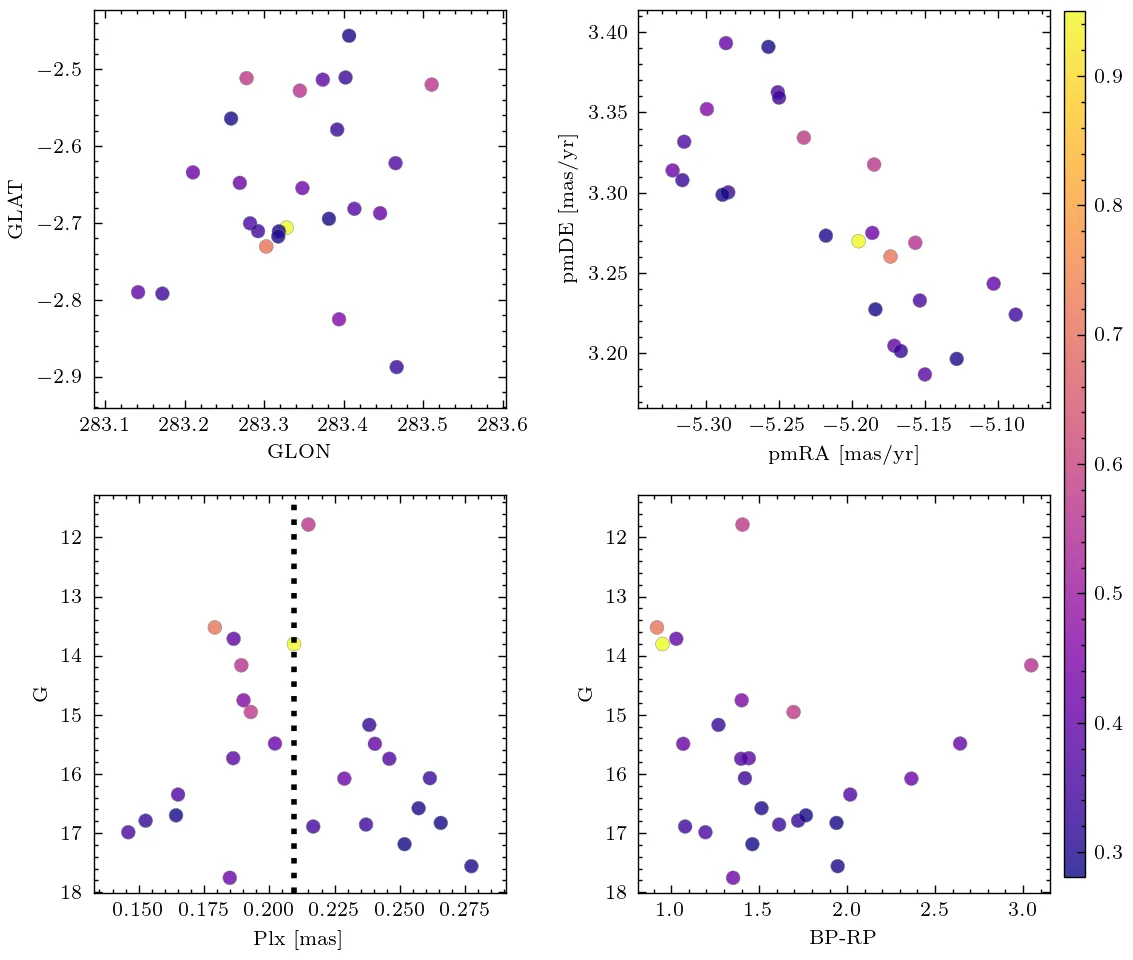 −2.5
−2.6
−2.7
−2.8
−2.9
GLAT
283.1 283.2 283.3 283.4 283.5 283.6
GLON
3.40
3.35
3.30
3.25
3.20
pmDE [mas/yr]
−5.30 −5.25 −5.20 −5.15 −5.10
pmRA [mas/yr]
12
13
14
15
16
17
18
G
0.150 0.175 0.200 0.225 0.250 0.275
Plx [mas]
12
13
14
15
16
17
18
G
1.0 1.5 2.0 2.5 3.0
BP-RP
0.9
0.8
0.7
0.6
0.5
0.4
0.3